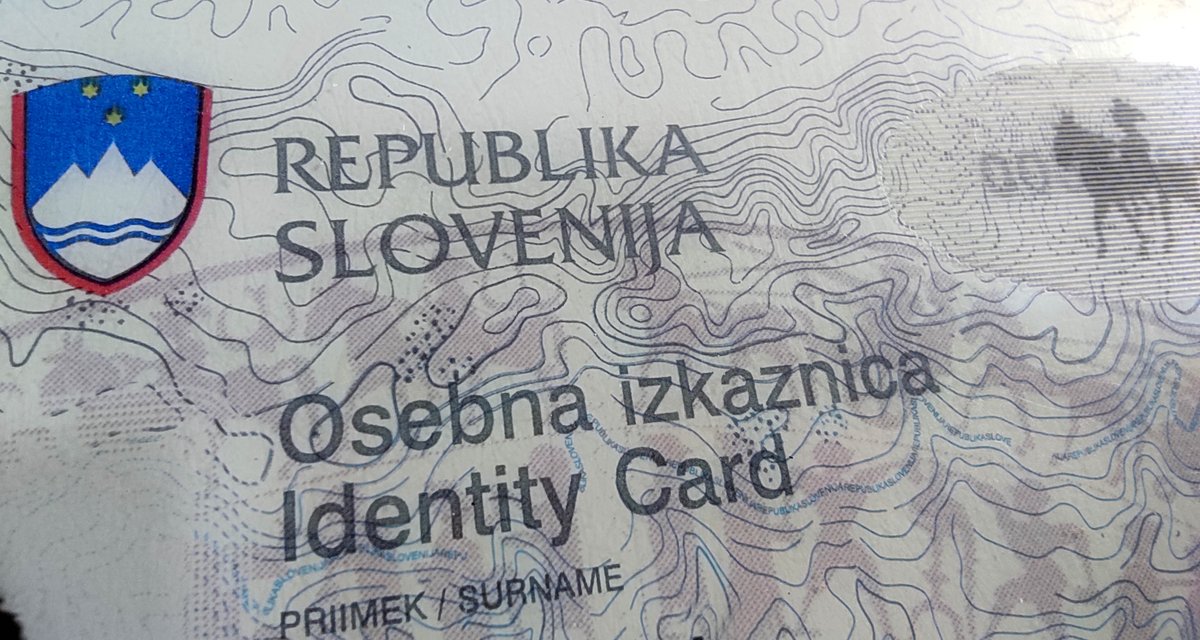 REPUBLIKA
SLOVENIJA
Osebna izkaznica
Identity Card
PRIIMEK / SURNAME